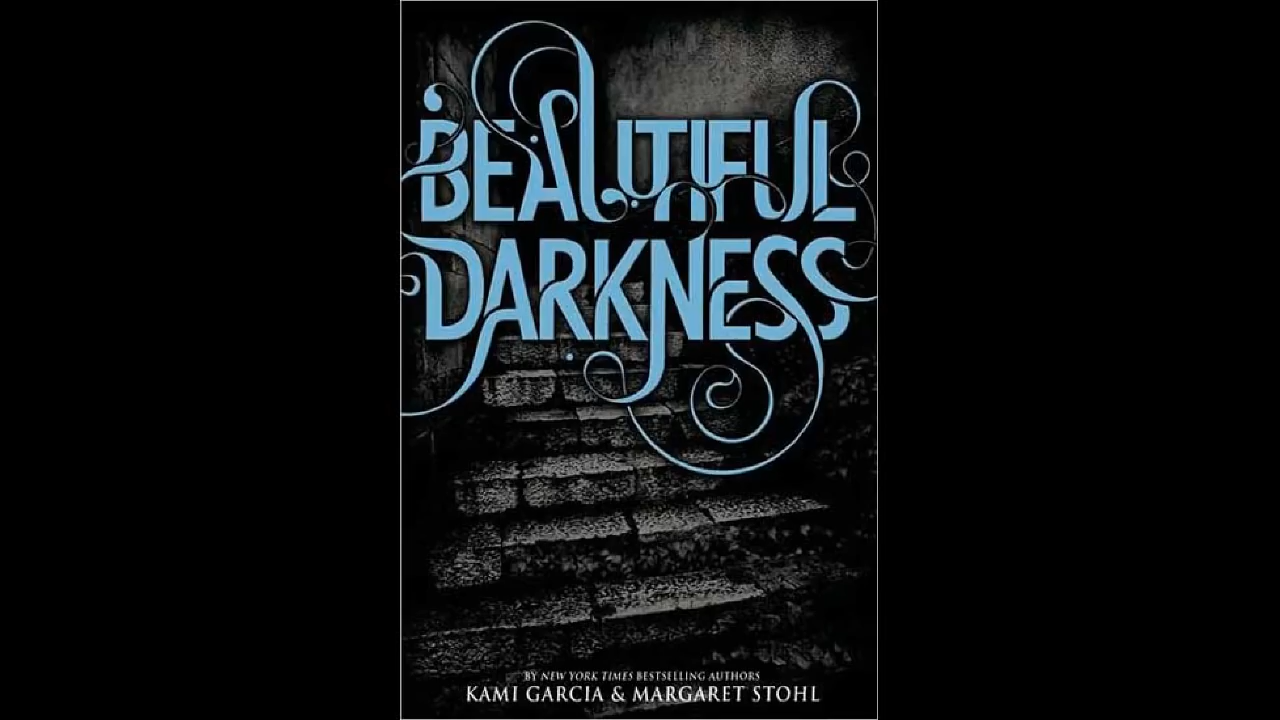 BEAUTIFUL
DARKNESS
BY NEW YORK TIMES BESTSELLING AUTHORS
KAMI GARCIA & MARGARET STOHL